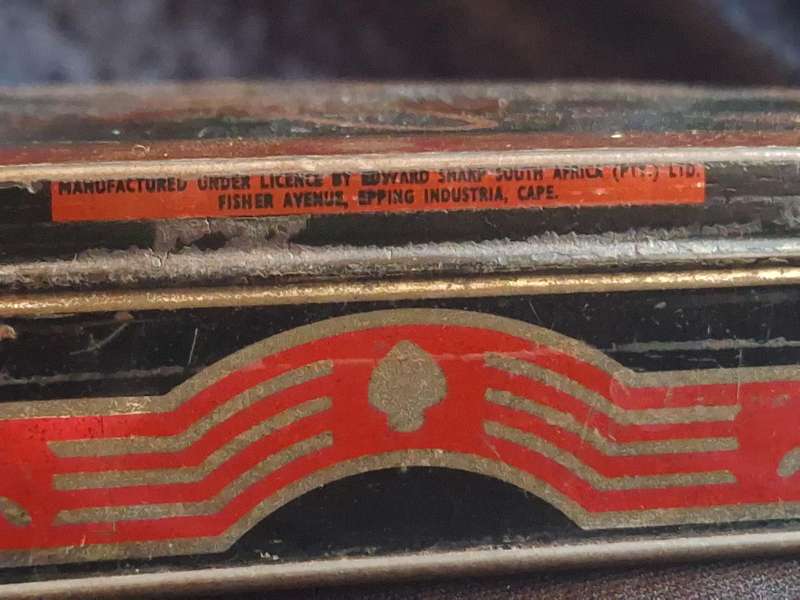 MANUFACTURED UNDER LICENCE BY EDWARD SHARP SOUTH AFRICA (PTY.) LTD.
FISHER AVENUE, EPPING INDUSTRIA, CAPE.